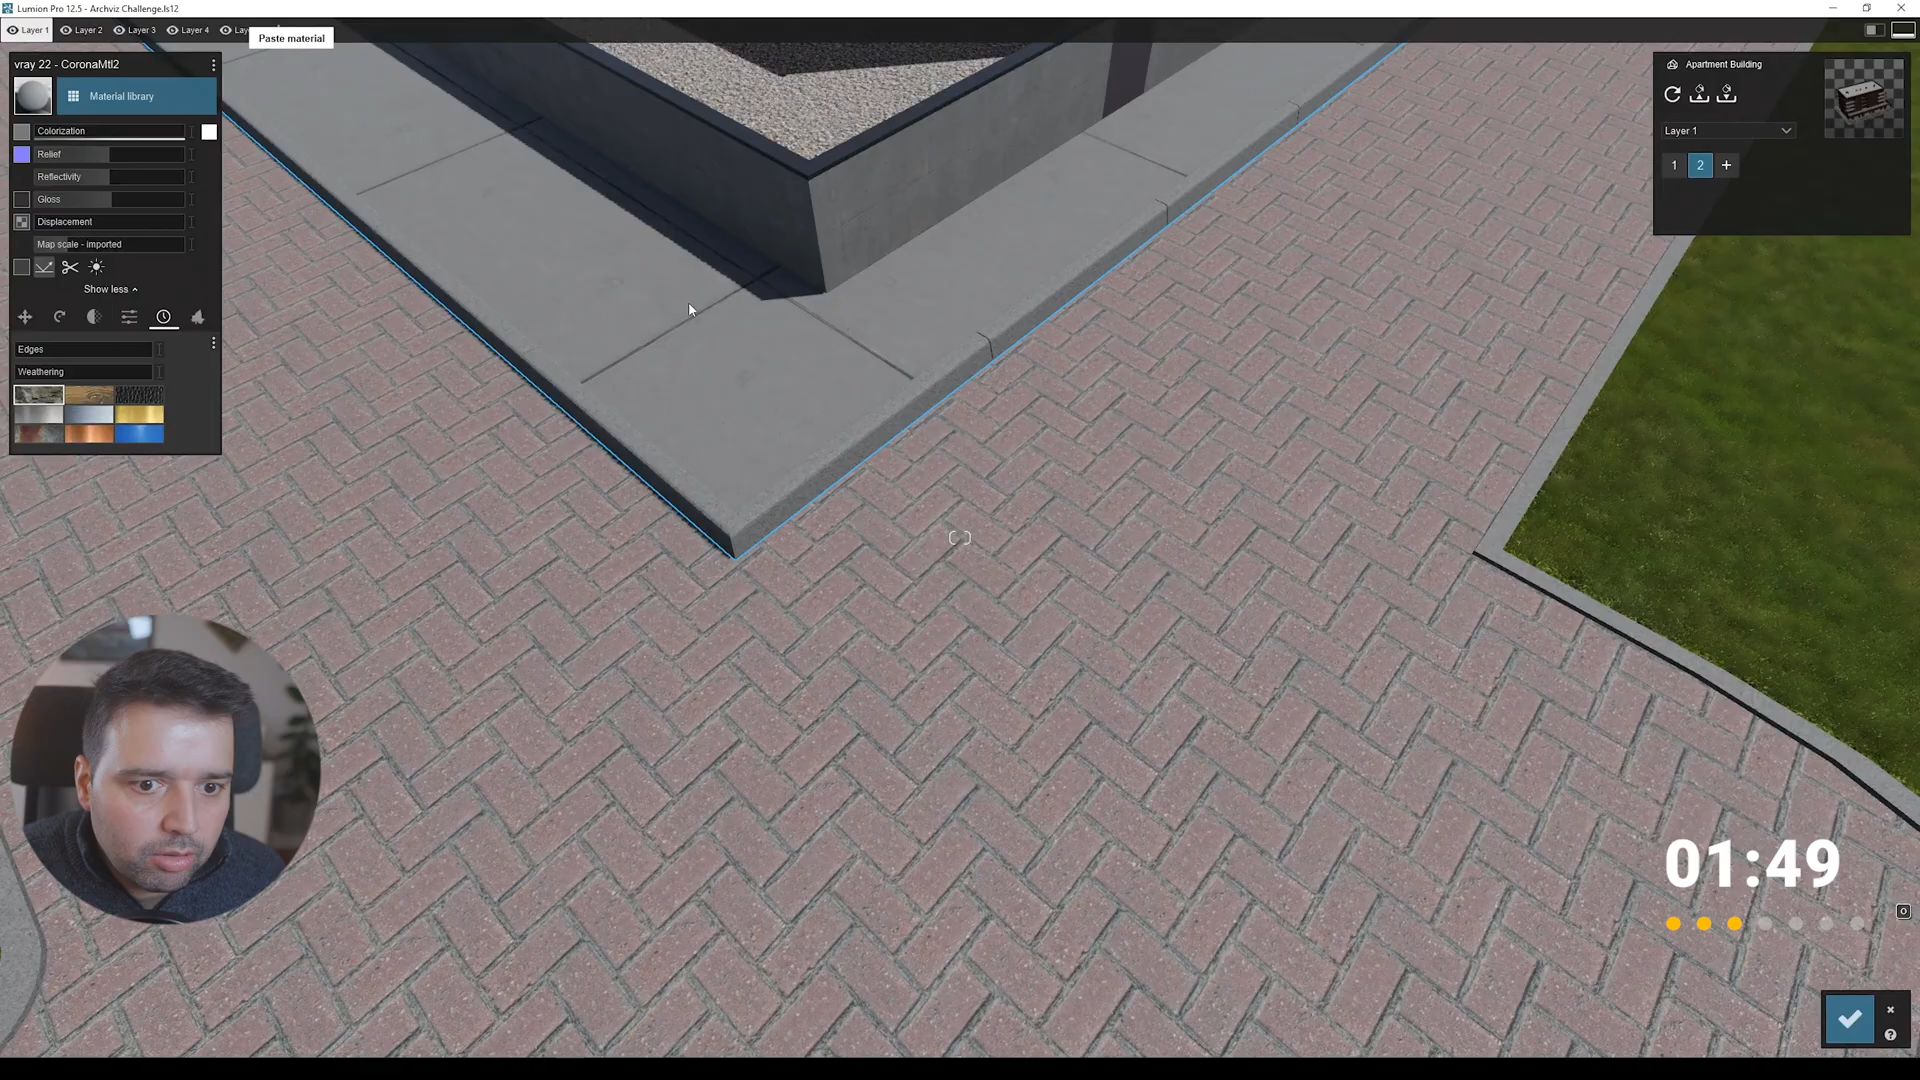 Lumion Pro 12.5 - Archviz Challenge.ls12
Layer 1
Layer 2
Layer 3
Layer 4
Lay
Paste material
vray 22 - CoronaMtl2
Material library
Colorization
Relief
Reflectivity
Gloss
Displacement
Map scale - imported
Show less
Edges
Weathering
Apartment Building
Layer 1
1
2
+
01:49